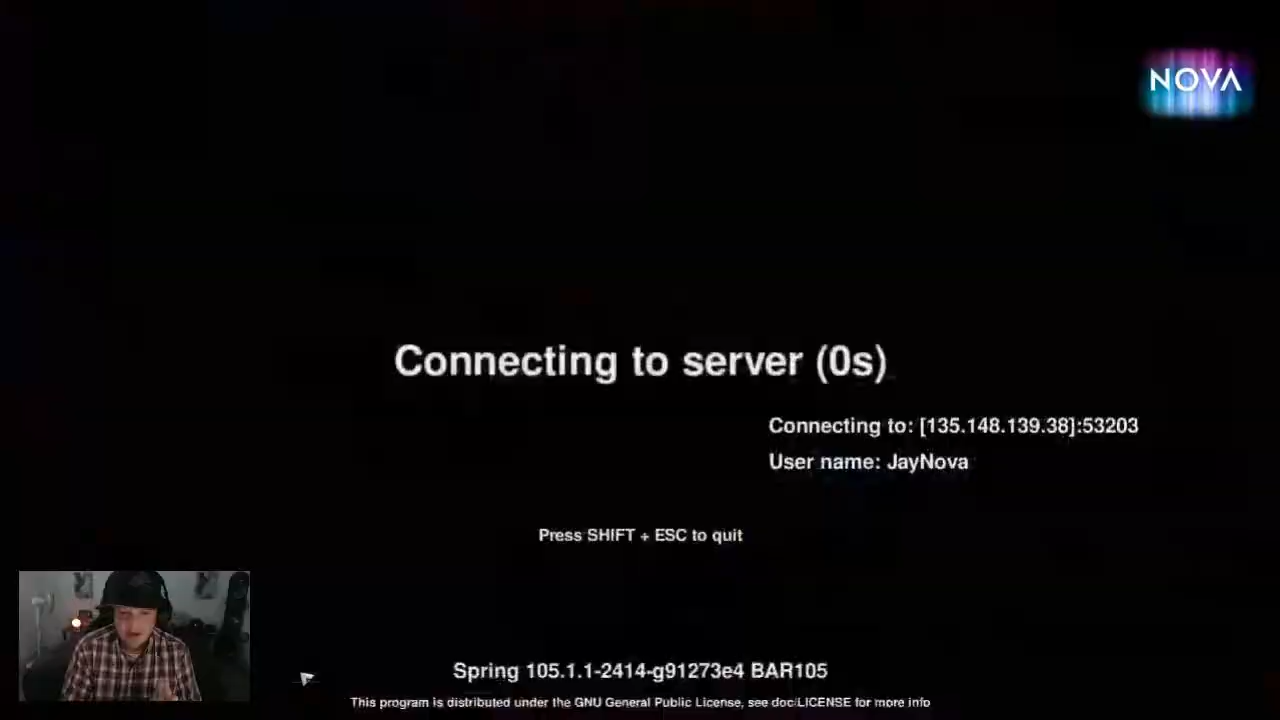 NOVA
Connecting to server (0s)
Connecting to: [135.148.139.38]:53203
User name: JayNova
Press SHIFT + ESC to quit
Spring 105.1.1-2414-g91273e4 BAR105
This program is distributed under the GNU General Public License, see doc/LICENSE for more info